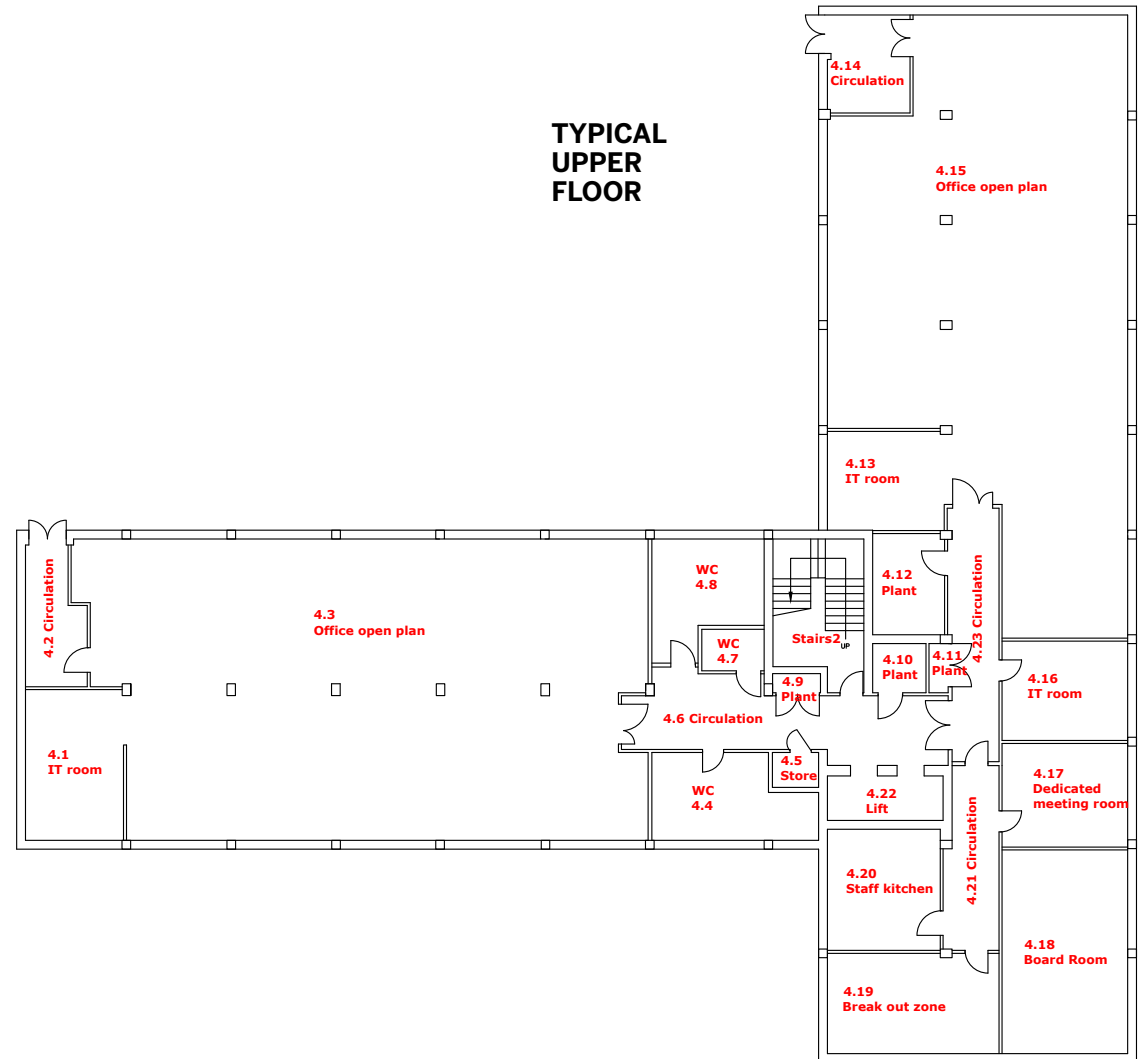 TYPICAL
UPPER
FLOOR
4.14
Circulation
4.15
Office open plan
4.13
IT room
4.2 Circulation
4.3
Office open plan
WC
4.8
WC
4.7
Stairs2
UP
4.12
Plant
4.23 Circulation
4.10
Plant
4.11
Plant
4.9
Plant
4.16
IT room
4.6 Circulation
4.1
IT room
4.5
Store
WC
4.4
4.22
Lift
4.17
Dedicated
meeting room
4.21 Circulation
4.20
Staff kitchen
4.18
Board Room
4.19
Break out zone